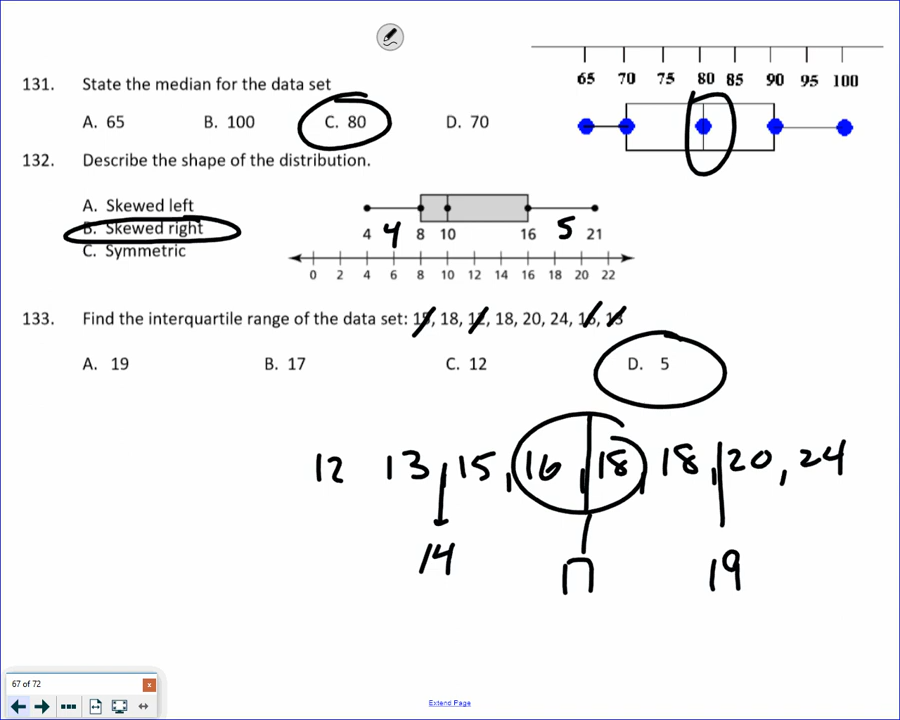 131. State the median for the data set
A. 65 B. 100 C. 80 D. 70
65 70 75 80 85 90 95 100
132. Describe the shape of the distribution.
A. Skewed left
B. Skewed right
C. Symmetric
4 4 8 10 16 5 21
0 2 4 6 8 10 12 14 16 18 20 22
133. Find the interquartile range of the data set: 15, 18, 12, 18, 20, 24, 16, 13
A. 19 B. 17 C. 12 D. 5
12 13, 15, 16, 18, 18, 20, 24
14 17 19
67 of 72
x
Extend Page